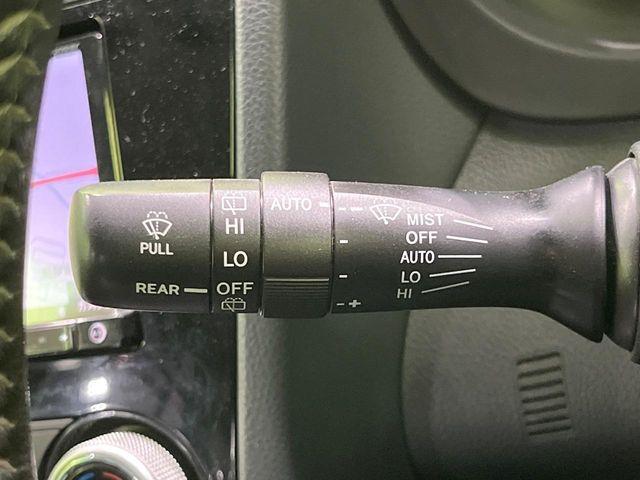 PULL
REAR
HI
LO
OFF
AUTO
- +
MIST
OFF
AUTO
LO
HI